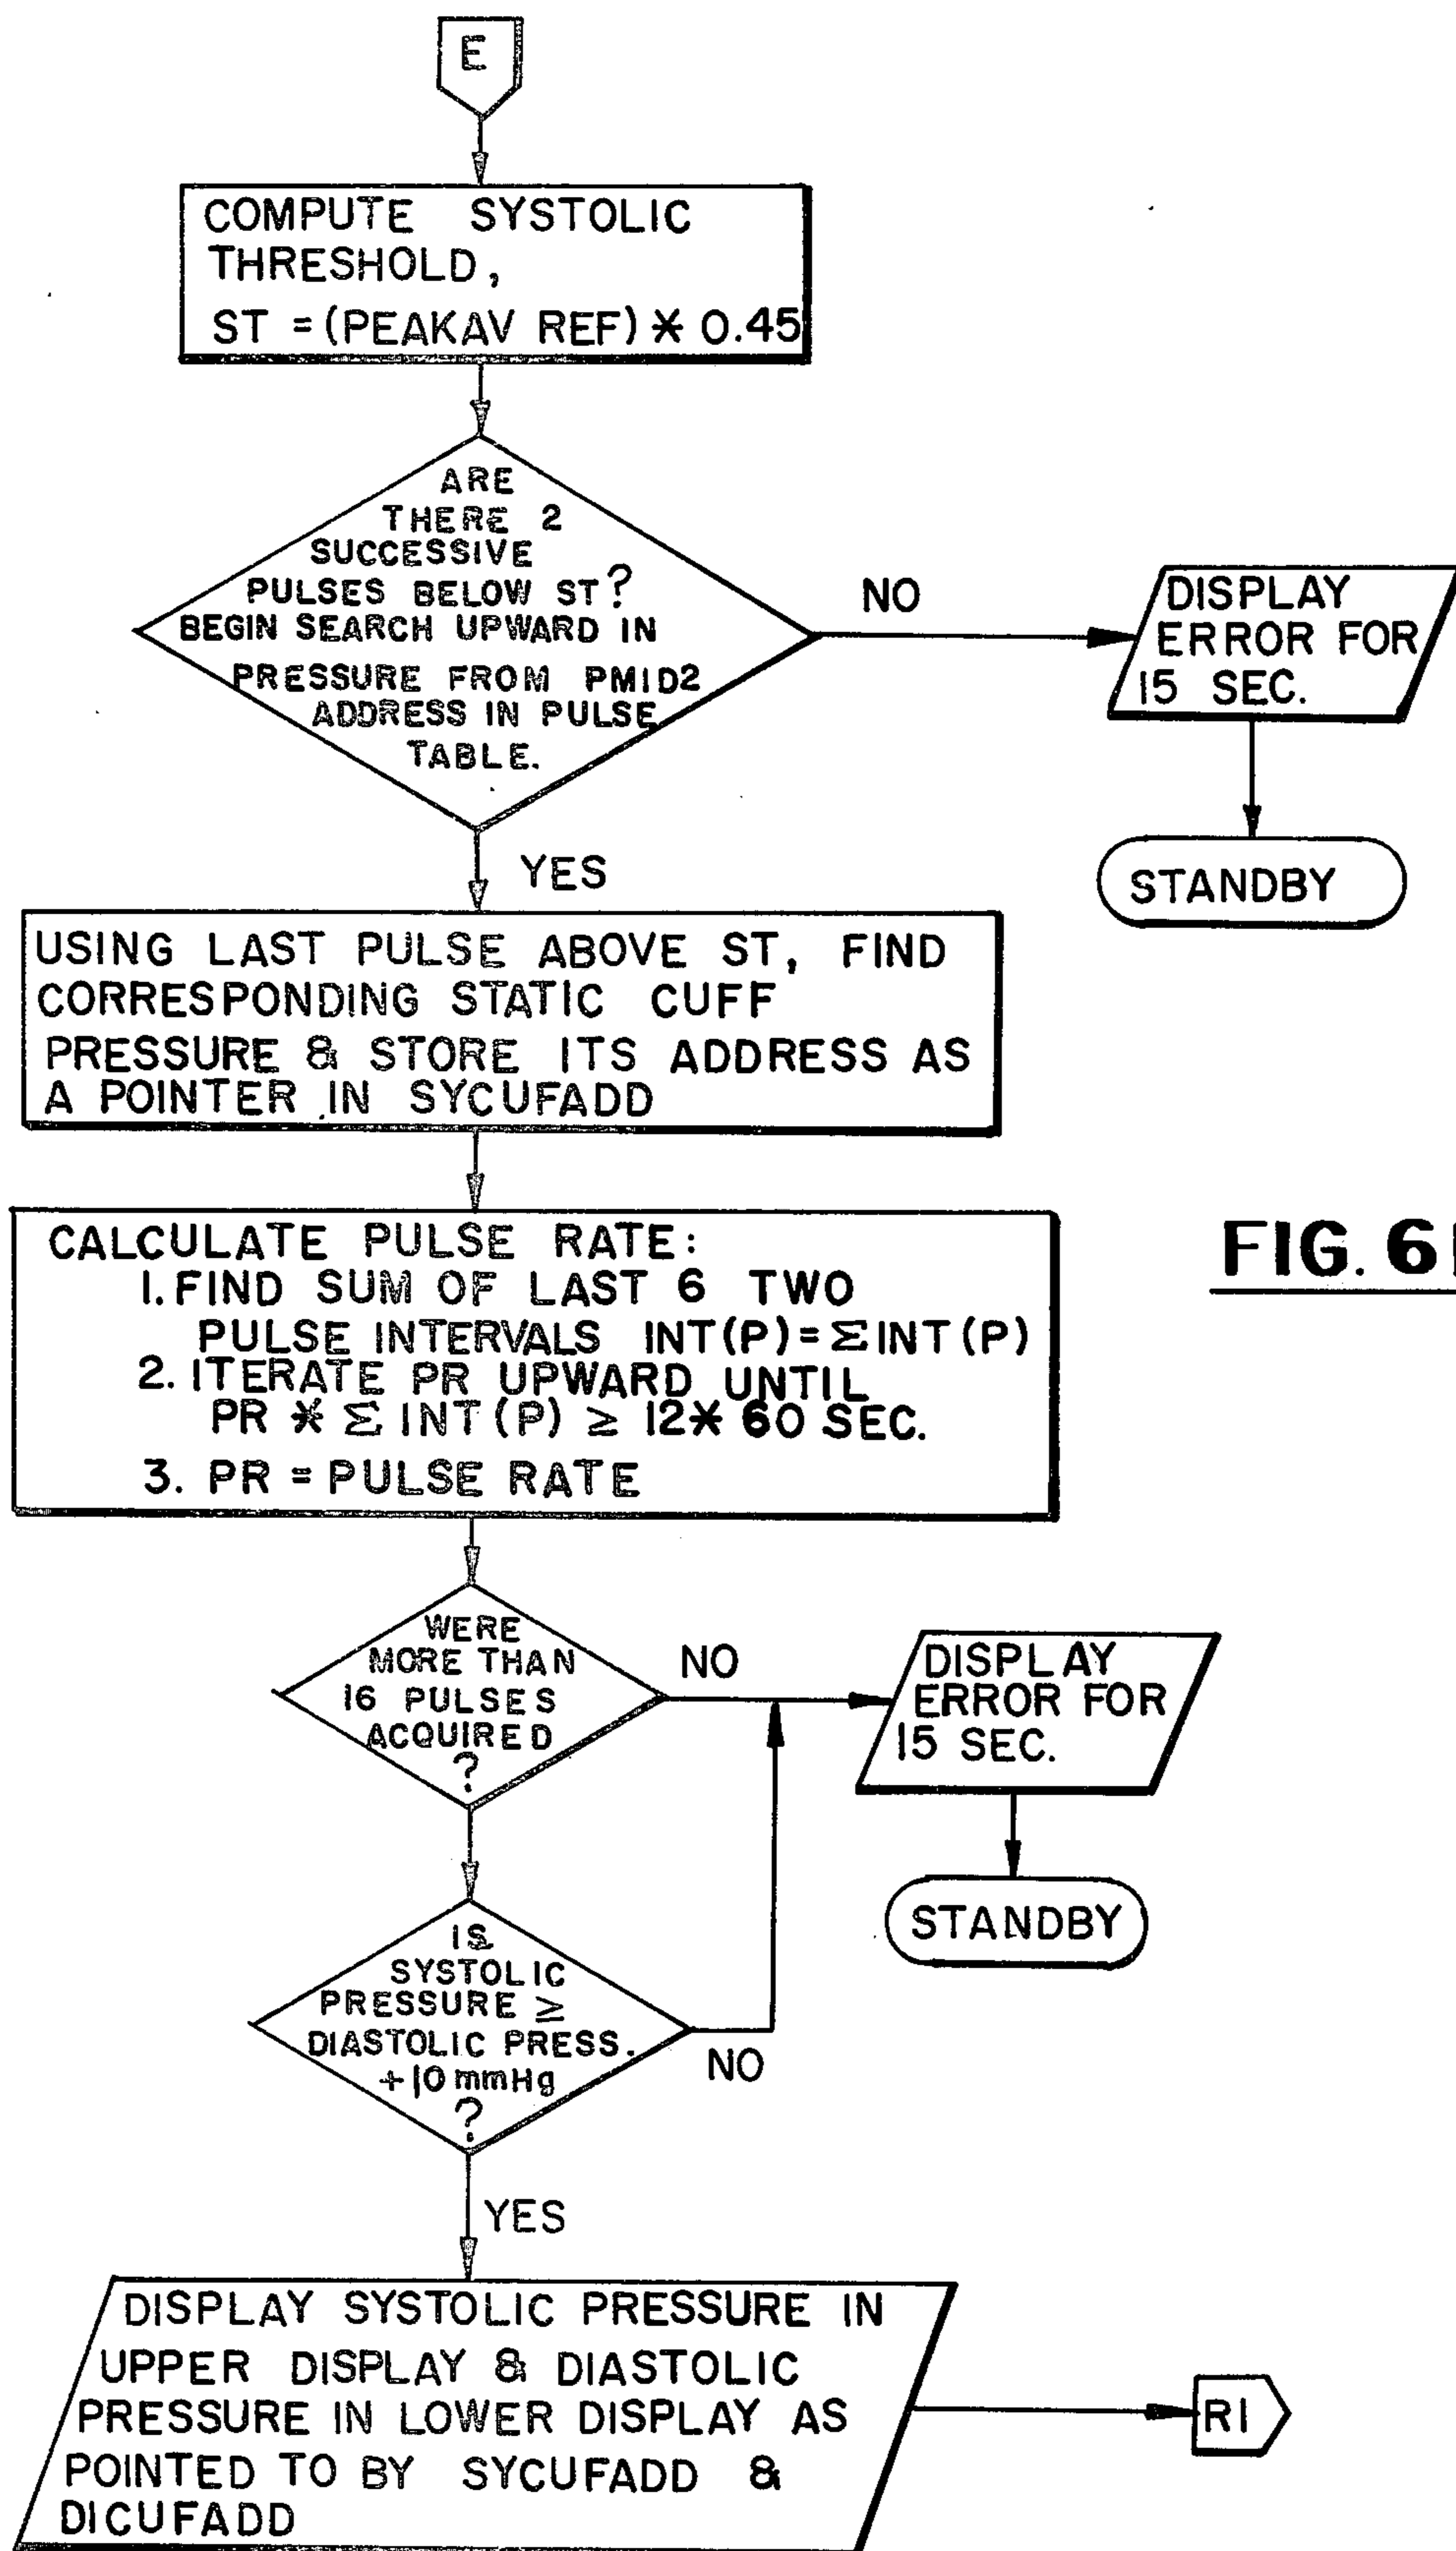 E
COMPUTE SYSTOLIC
THRESHOLD,
ST = (PEAKAV REF) * 0.45
ARE
THERE 2
SUCCESSIVE
PULSES BELOW ST?
BEGIN SEARCH UPWARD IN
PRESSURE FROM PMID2
ADDRESS IN PULSE
TABLE.
NO
DISPLAY
ERROR FOR
15 SEC.
STANDBY
YES
USING LAST PULSE ABOVE ST, FIND
CORRESPONDING STATIC CUFF
PRESSURE & STORE ITS ADDRESS AS
A POINTER IN SYCUFADD
CALCULATE PULSE RATE:
1. FIND SUM OF LAST 6 TWO
PULSE INTERVALS INT(P)=ΣINT(P)
2. ITERATE PR UPWARD UNTIL
PR * Σ INT(P) ≥ 12* 60 SEC.
3. PR = PULSE RATE
FIG. 6
WERE
MORE THAN
16 PULSES
ACQUIRED
?
NO
DISPLAY
ERROR FOR
15 SEC.
STANDBY
IS
SYSTOLIC
PRESSURE ≥
DIASTOLIC PRESS.
+10 mmHg
?
NO
YES
DISPLAY SYSTOLIC PRESSURE IN
UPPER DISPLAY & DIASTOLIC
PRESSURE IN LOWER DISPLAY AS
POINTED TO BY SYCUFADD &
DICUFADD
R1